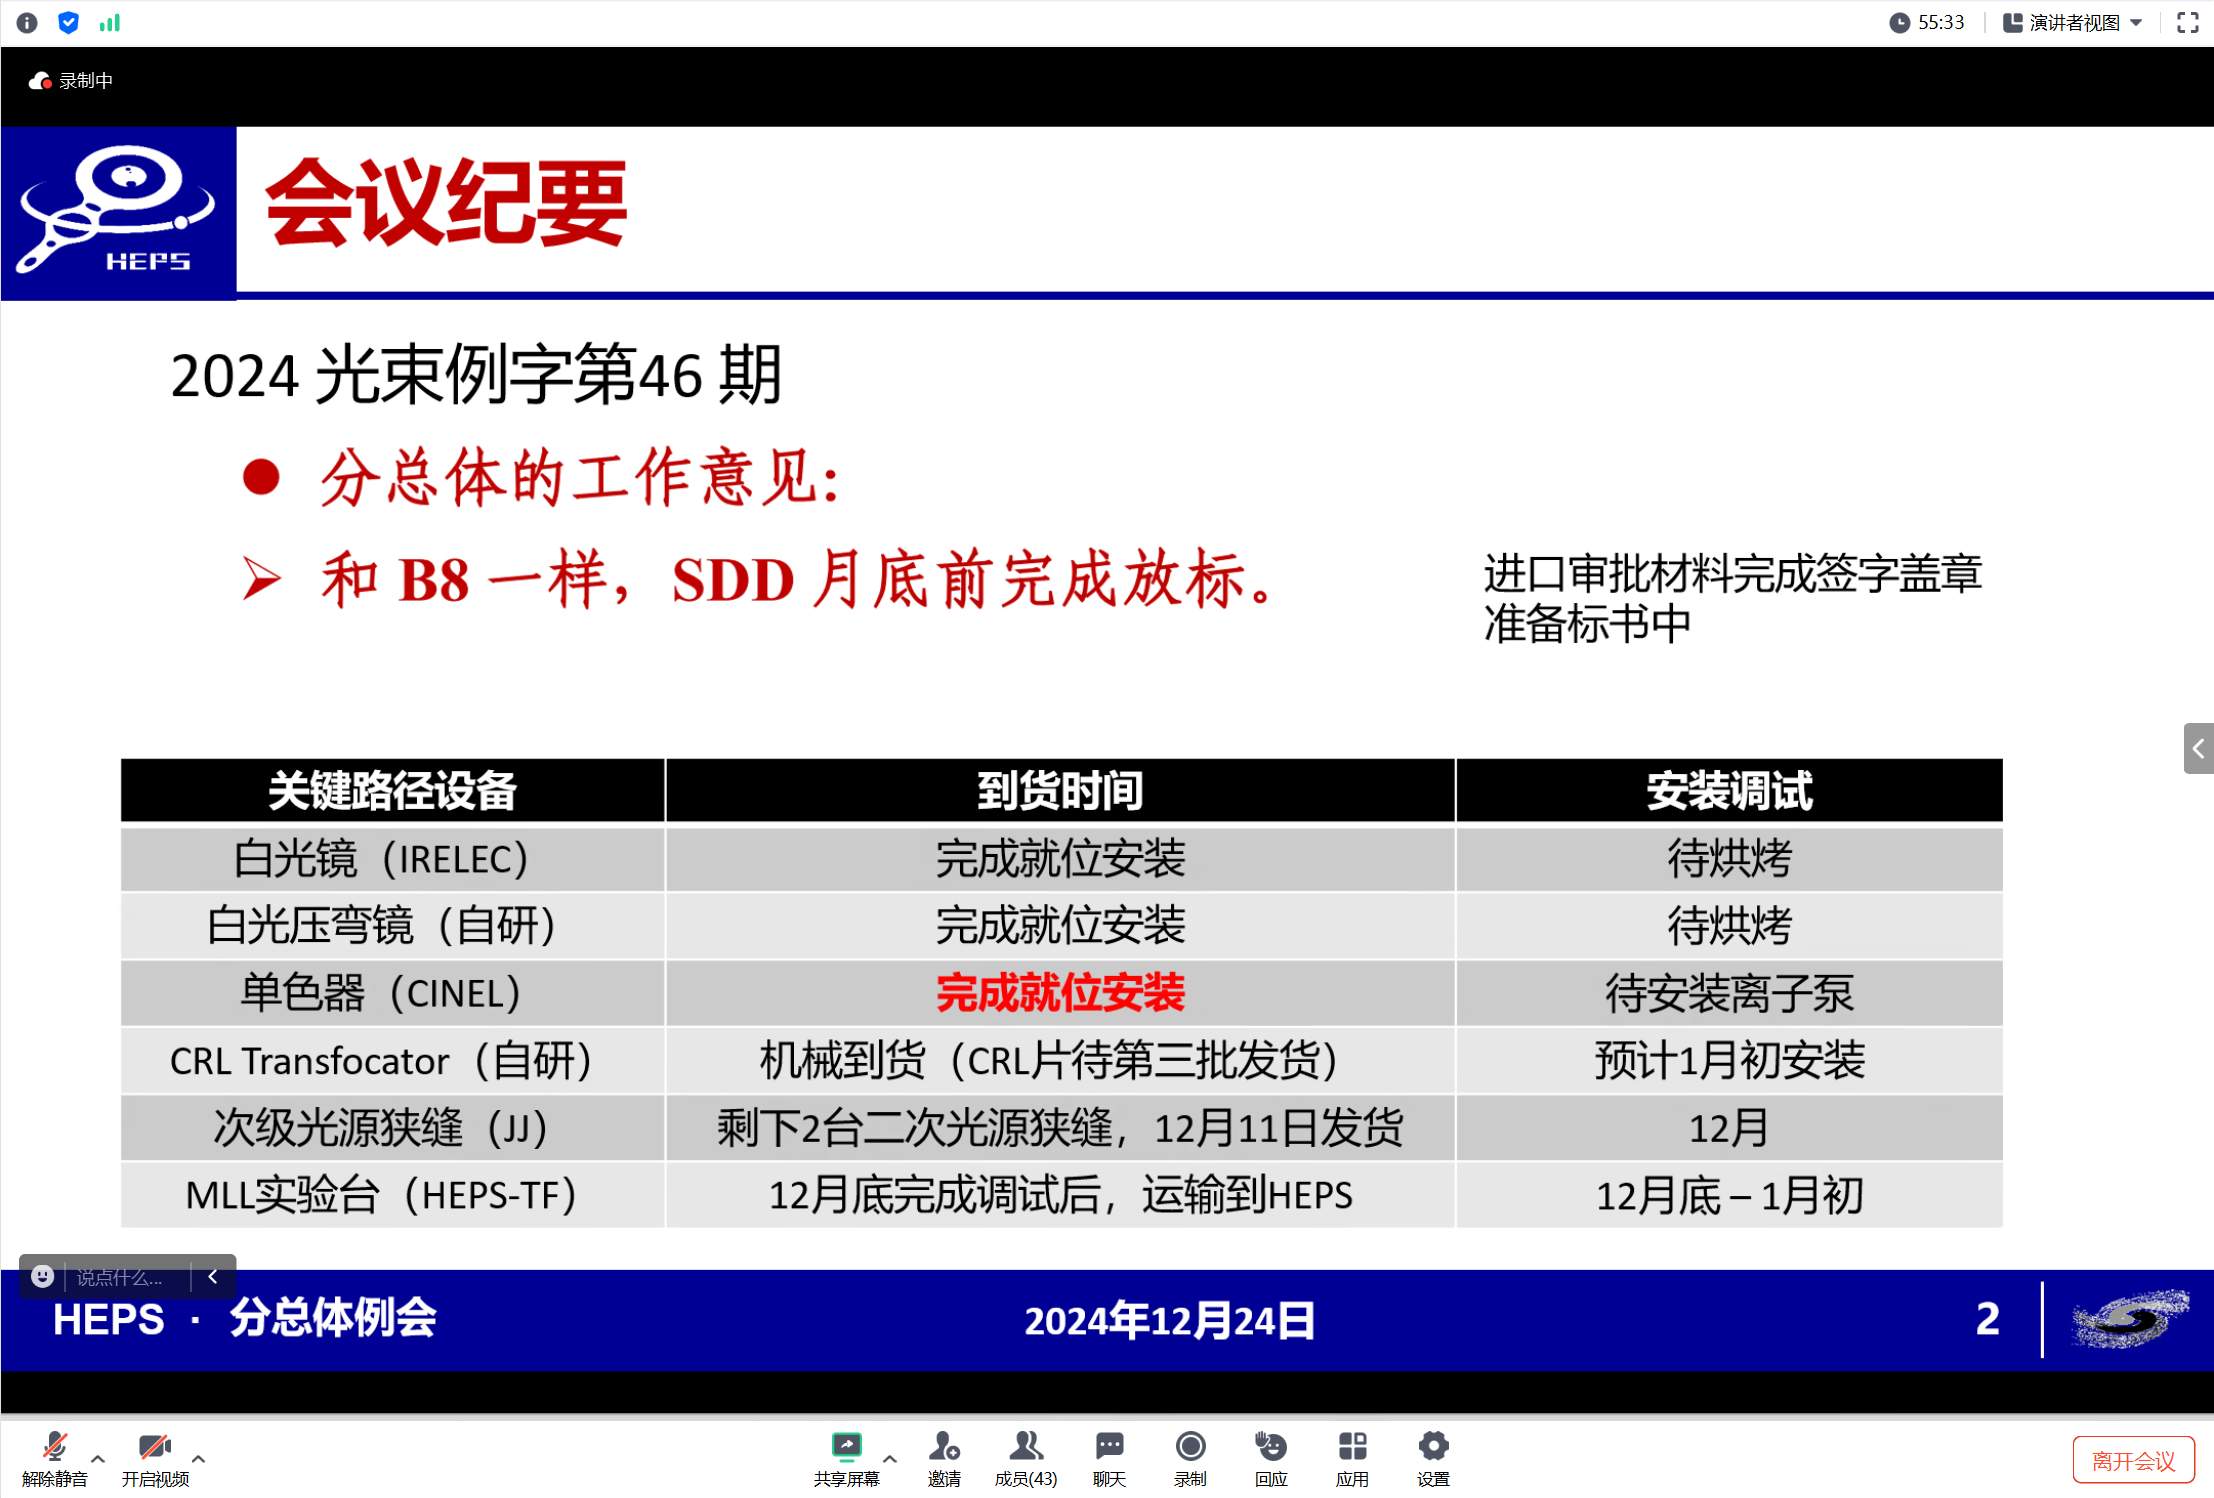 55:33
演讲者视图
录制中
HEPS
会议纪要
2024 光束例字第46 期
● 分总体的工作意见:
➢ 和 B8 一样，SDD 月底前完成放标。
进口审批材料完成签字盖章
准备标书中
关键路径设备 到货时间 安装调试
白光镜（IRELEC） 完成就位安装 待烘烤
白光压弯镜（自研） 完成就位安装 待烘烤
单色器（CINEL） 完成就位安装 待安装离子泵
CRL Transfocator（自研） 机械到货（CRL片待第三批发货） 预计1月初安装
次级光源狭缝（JJ） 剩下2台二次光源狭缝，12月11日发货 12月
MLL实验台（HEPS-TF） 12月底完成调试后，运输到HEPS 12月底 – 1月初
说点什么...
HEPS · 分总体例会 2024年12月24日 2
解除静音 开启视频 共享屏幕 邀请 成员(43) 聊天 录制 回应 应用 设置 离开会议